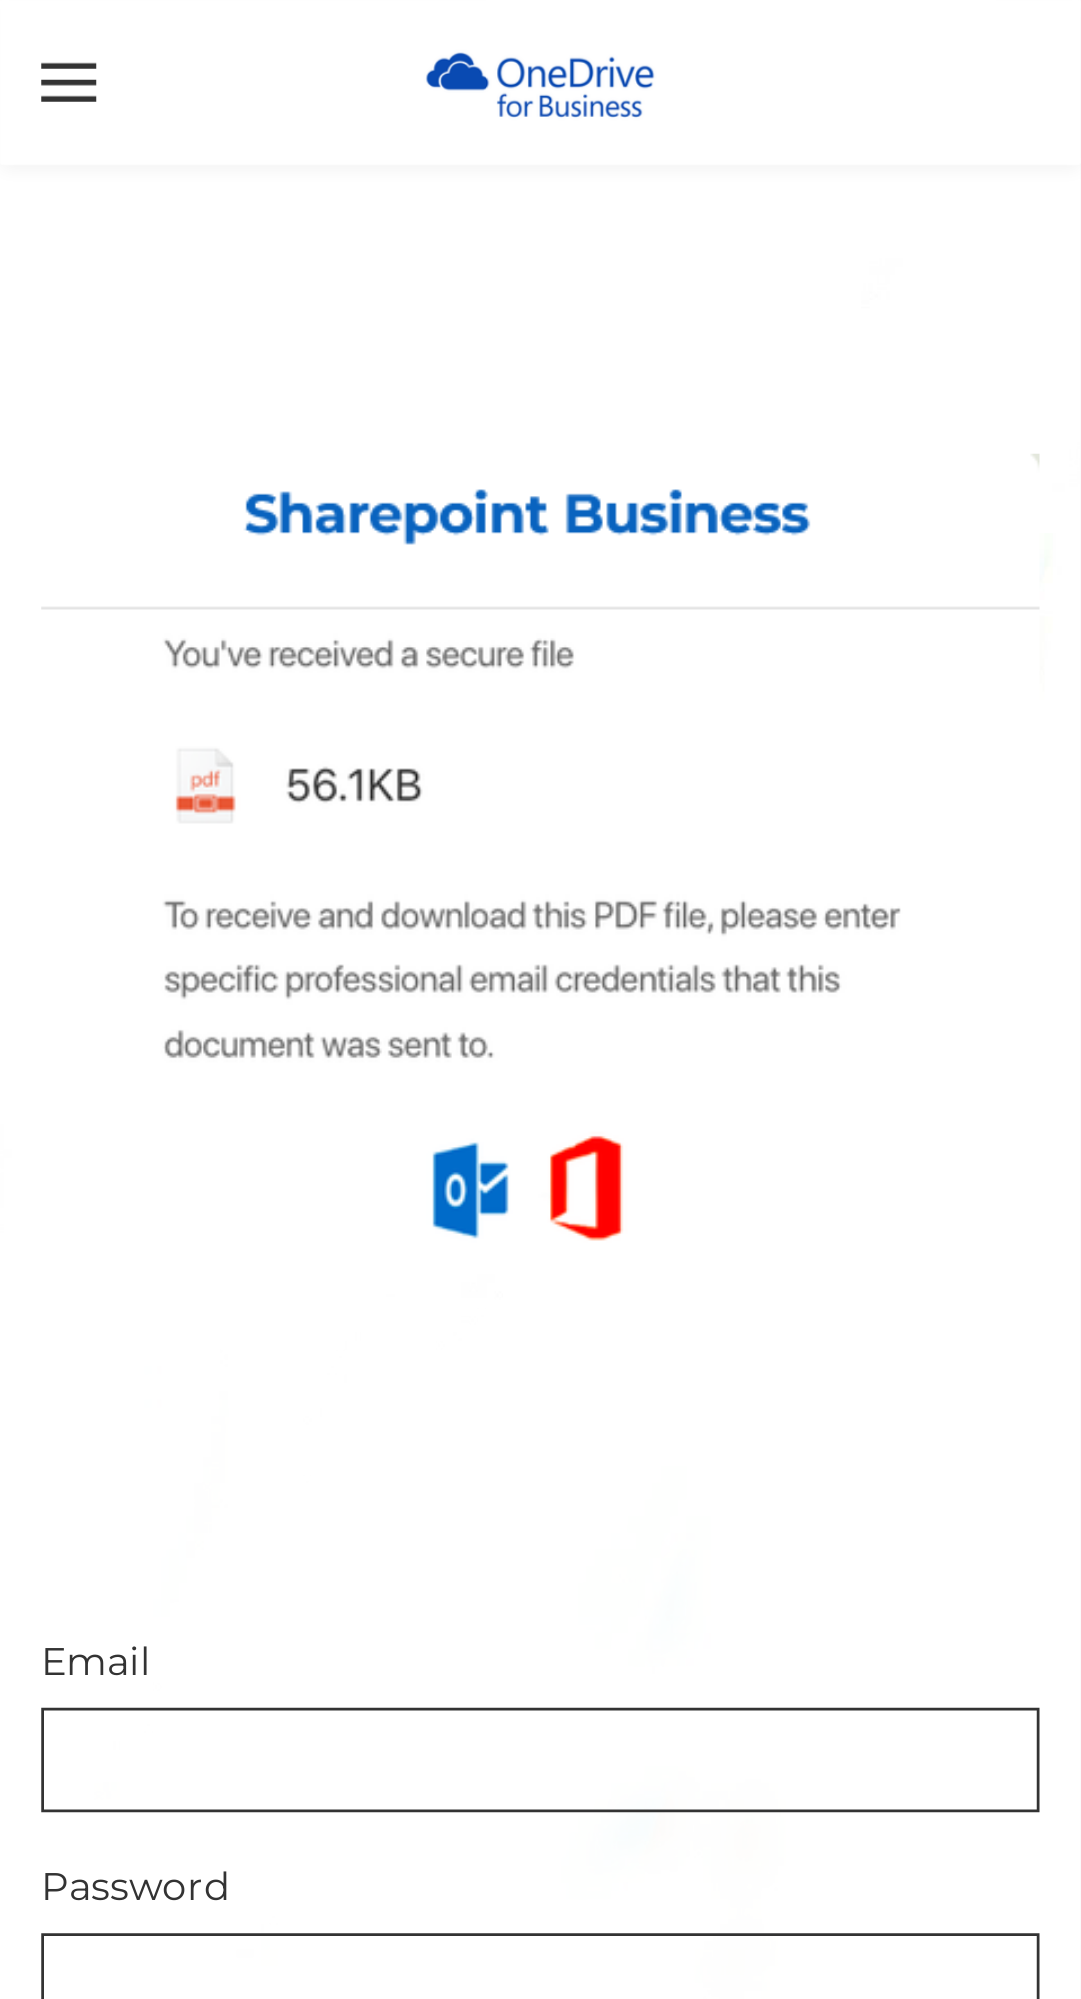 OneDrive
for Business
Sharepoint Business
You've received a secure file
pdf
56.1KB
To receive and download this PDF file, please enter
specific professional email credentials that this
document was sent to.
Email
Password